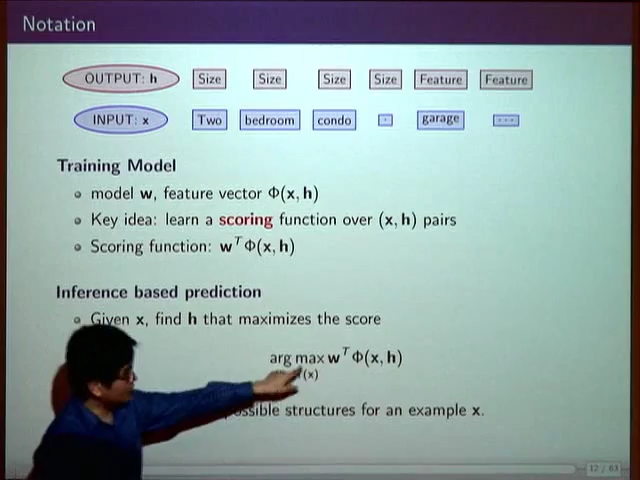 Notation
OUTPUT: h Size Size Size Size Feature Feature
INPUT: x Two bedroom condo . garage ...
Training Model
model w, feature vector Φ(x, h)
Key idea: learn a scoring function over (x, h) pairs
Scoring function: w^T Φ(x, h)
Inference based prediction
Given x, find h that maximizes the score
arg max w^T Φ(x, h)
(x)
possible structures for an example x.
12 / 63